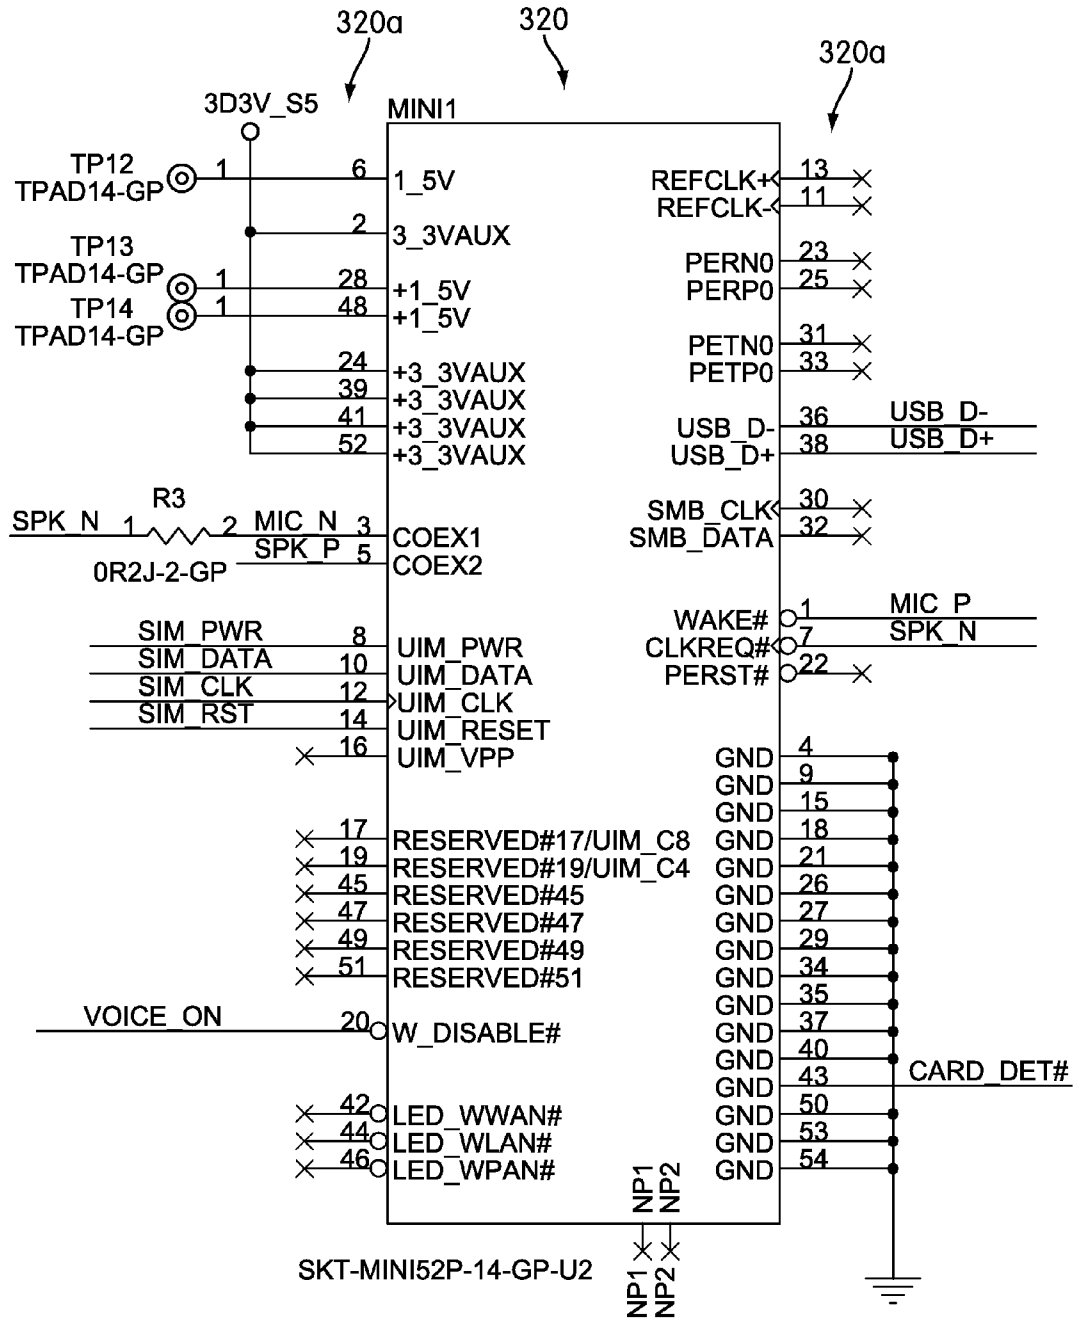 320a
320
320a
3D3V_S5
MINI1
TP12
TPAD14-GP
1
6
1_5V
2
3_3VAUX
TP13
TPAD14-GP
1
28
+1_5V
TP14
TPAD14-GP
1
48
+1_5V
24
+3_3VAUX
39
+3_3VAUX
41
+3_3VAUX
52
+3_3VAUX
R3
SPK_N
1
2
MIC_N
3
COEX1
0R2J-2-GP
SPK_P
5
COEX2
SIM_PWR
8
UIM_PWR
SIM_DATA
10
UIM_DATA
SIM_CLK
12
UIM_CLK
SIM_RST
14
UIM_RESET
16
UIM_VPP
17
RESERVED#17/UIM_C8
19
RESERVED#19/UIM_C4
45
RESERVED#45
47
RESERVED#47
49
RESERVED#49
51
RESERVED#51
VOICE_ON
20
W_DISABLE#
42
LED_WWAN#
44
LED_WLAN#
46
LED_WPAN#
REFCLK+
13
REFCLK-
11
PERN0
23
PERP0
25
PETN0
31
PETP0
33
USB_D-
36
USB_D-
USB_D+
38
USB_D+
SMB_CLK
30
SMB_DATA
32
WAKE#
1
MIC_P
CLKREQ#
7
SPK_N
PERST#
22
GND
4
GND
9
GND
15
GND
18
GND
21
GND
26
GND
27
GND
29
GND
34
GND
35
GND
37
GND
40
GND
43
CARD_DET#
GND
50
GND
53
GND
54
NP1
NP2
NP1
NP2
SKT-MINI52P-14-GP-U2